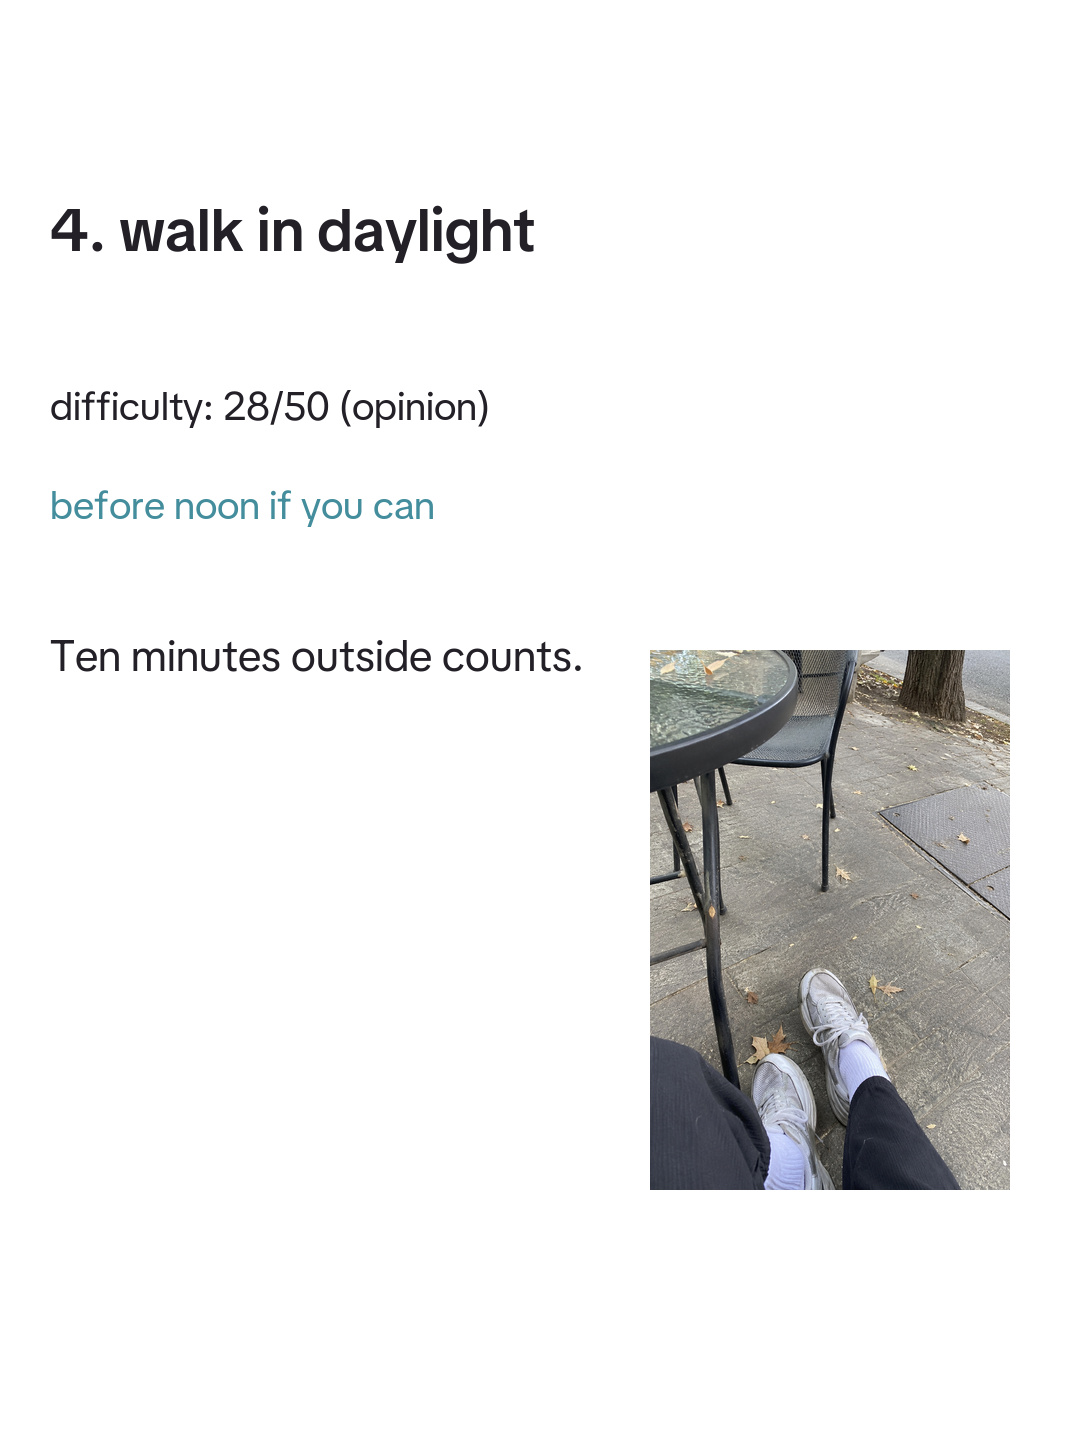 4. walk in daylight
difficulty: 28/50 (opinion)
before noon if you can
Ten minutes outside counts.